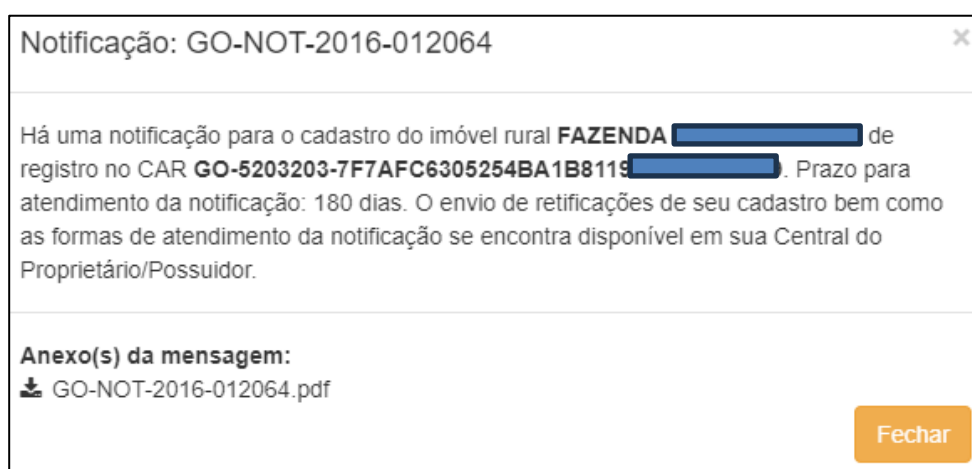 Notificação: GO-NOT-2016-012064
×
Há uma notificação para o cadastro do imóvel rural FAZENDA de
registro no CAR GO-5203203-7F7AFC6305254BA1B8119. Prazo para
atendimento da notificação: 180 dias. O envio de retificações de seu cadastro bem como
as formas de atendimento da notificação se encontra disponível em sua Central do
Proprietário/Possuidor.
Anexo(s) da mensagem:
GO-NOT-2016-012064.pdf
Fechar